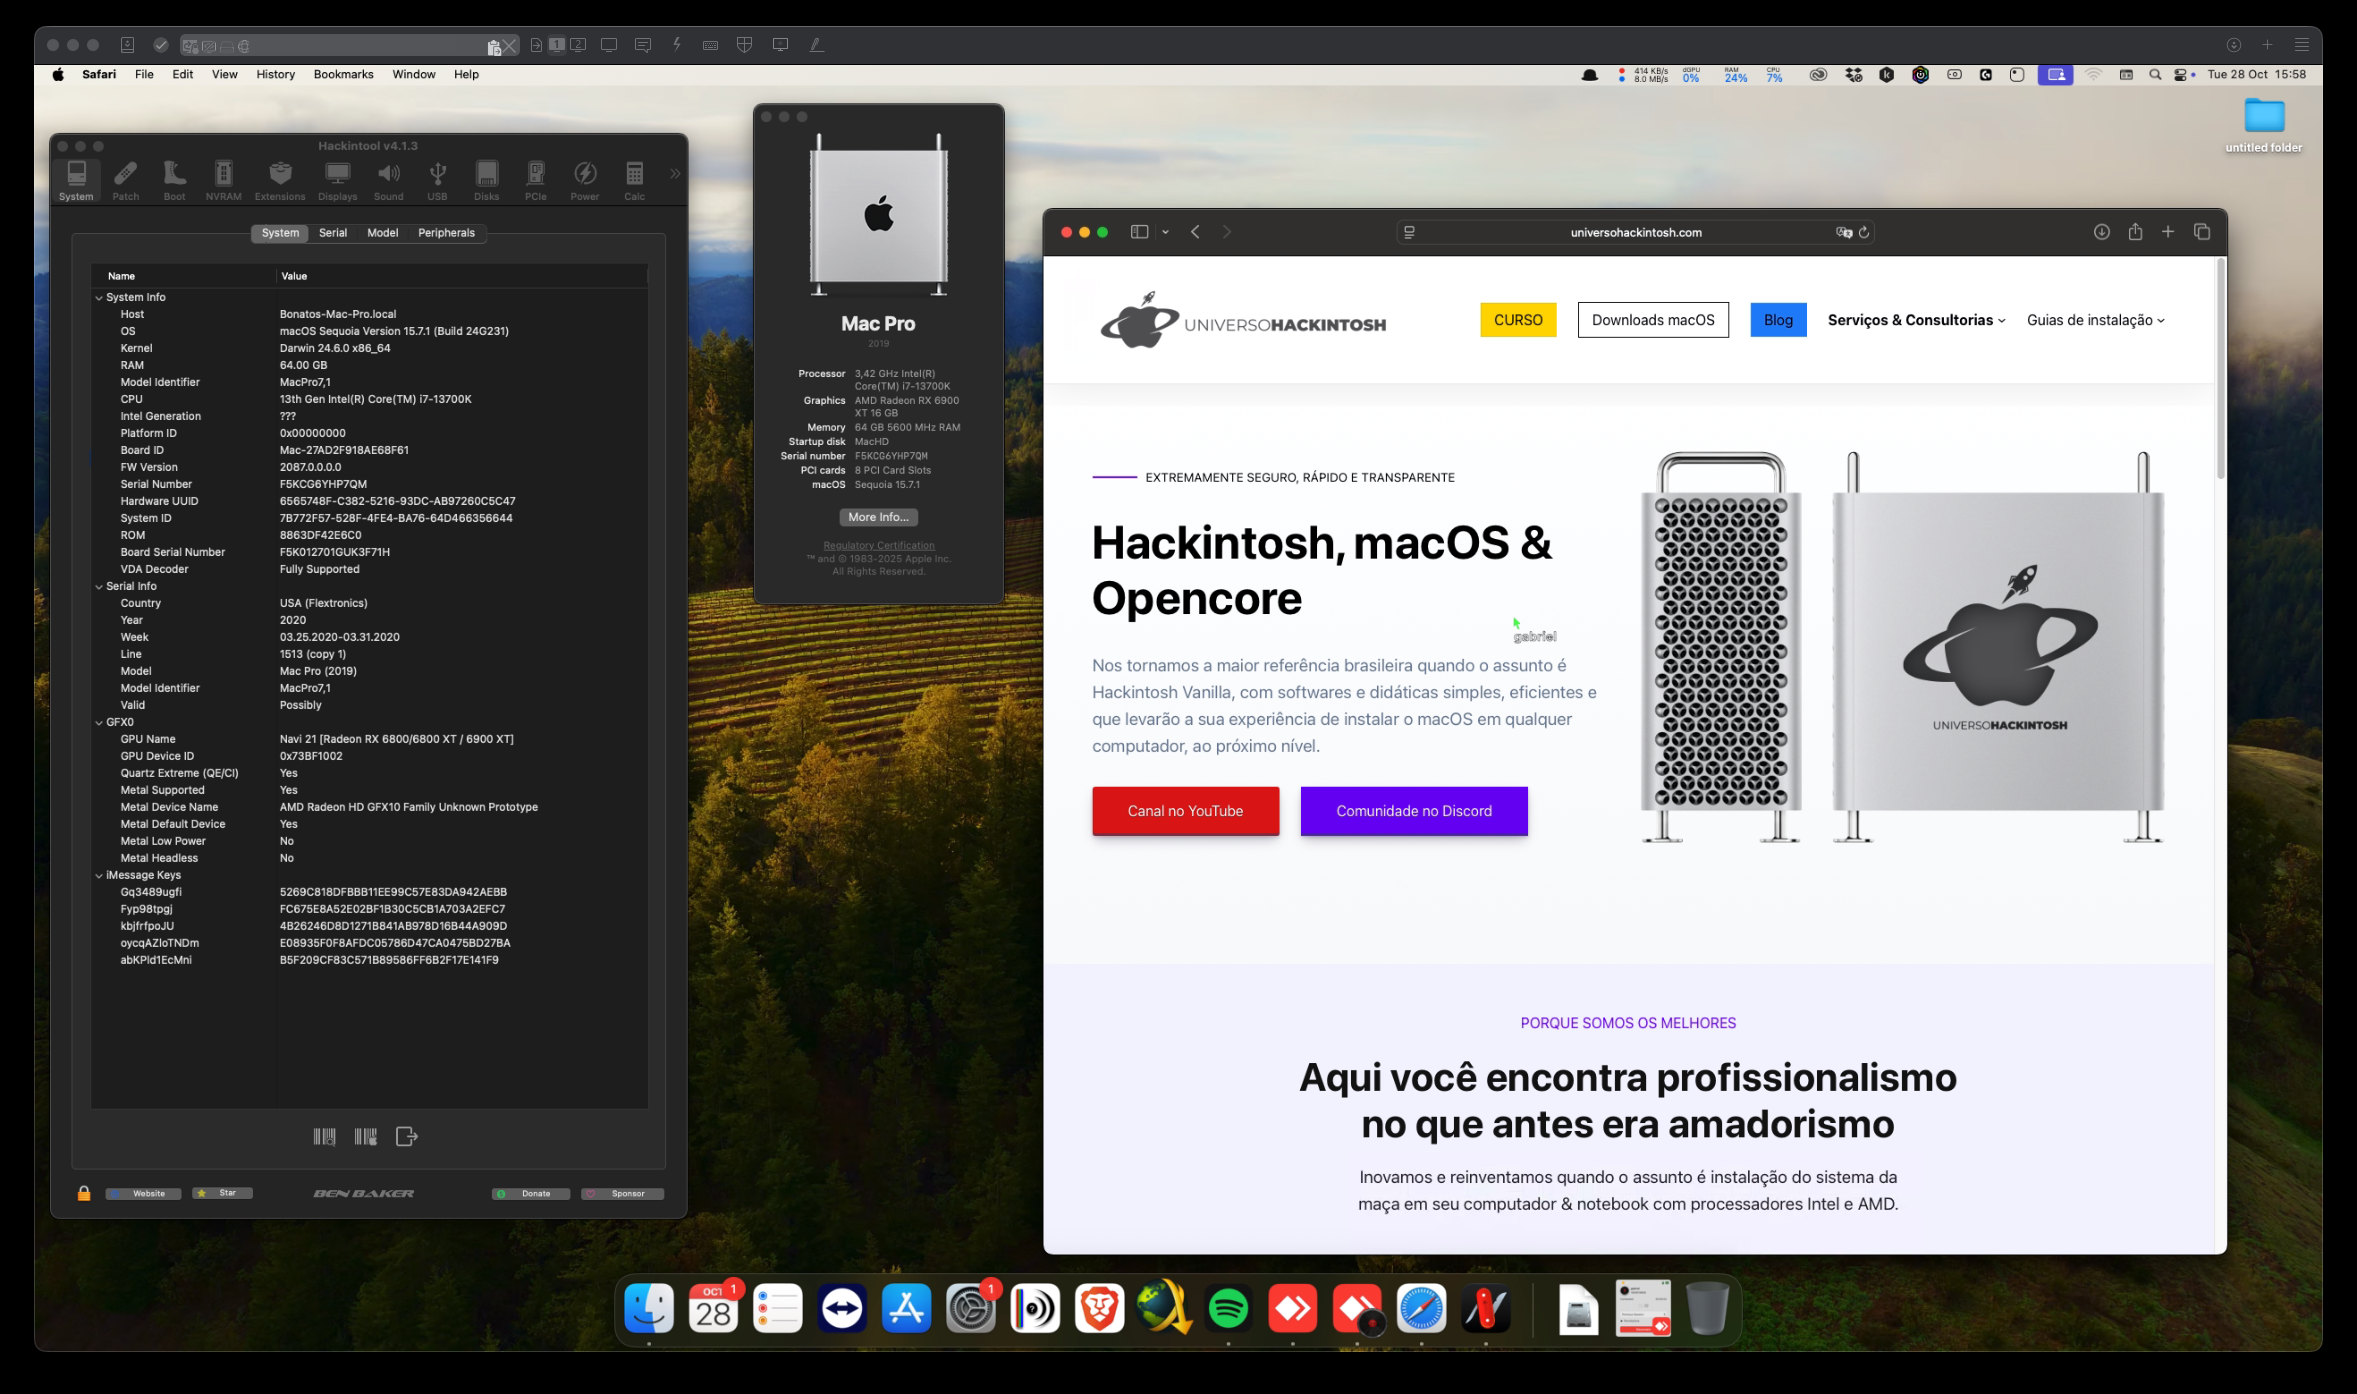 1 2
Safari File Edit View History Bookmarks Window Help
414 KB/s
8.0 MB/s
dGPU
0%
RAM
24%
CPU
7%
Tue 28 Oct 15:58
untitled folder
Hackintool v4.1.3
System Patch Boot NVRAM Extensions Displays Sound USB Disks PCIe Power Calc
System Serial Model Peripherals
Name Value
System Info
Host Bonatos-Mac-Pro.local
OS macOS Sequoia Version 15.7.1 (Build 24G231)
Kernel Darwin 24.6.0 x86_64
RAM 64.00 GB
Model Identifier MacPro7,1
CPU 13th Gen Intel(R) Core(TM) i7-13700K
Intel Generation ???
Platform ID 0x00000000
Board ID Mac-27AD2F918AE68F61
FW Version 2087.0.0.0.0
Serial Number F5KCG6YHP7QM
Hardware UUID 6565748F-C382-5216-93DC-AB97260C5C47
System ID 7B772F57-528F-4FE4-BA76-64D466356644
ROM 8863DF42E6C0
Board Serial Number F5K012701GUK3F71H
VDA Decoder Fully Supported
Serial Info
Country USA (Flextronics)
Year 2020
Week 03.25.2020-03.31.2020
Line 1513 (copy 1)
Model Mac Pro (2019)
Model Identifier MacPro7,1
Valid Possibly
GFX0
GPU Name Navi 21 [Radeon RX 6800/6800 XT / 6900 XT]
GPU Device ID 0x73BF1002
Quartz Extreme (QE/CI) Yes
Metal Supported Yes
Metal Device Name AMD Radeon HD GFX10 Family Unknown Prototype
Metal Default Device Yes
Metal Low Power No
Metal Headless No
iMessage Keys
Gq3489ugfi 5269C818DFBBB11EE99C57E83DA942AEBB
Fyp98tpgj FC675E8A52E02BF1B30C5CB1A703A2EFC7
kbjfrfpoJU 4B26246D8D1271B841AB978D16B44A909D
oycqAZloTNDm E08935F0F8AFDC05786D47CA0475BD27BA
abKPld1EcMni B5F209CF83C571B89586FF6B2F17E141F9
Website Star BEN BAKER Donate Sponsor
Mac Pro
2019
Processor 3,42 GHz Intel(R)
Core(TM) i7-13700K
Graphics AMD Radeon RX 6900
XT 16 GB
Memory 64 GB 5600 MHz RAM
Startup disk MacHD
Serial number F5KCG6YHP7QM
PCI cards 8 PCI Card Slots
macOS Sequoia 15.7.1
More Info...
Regulatory Certification
™ and © 1983-2025 Apple Inc.
All Rights Reserved.
universohackintosh.com
UNIVERSOHACKINTOSH
CURSO Downloads macOS Blog Serviços & Consultorias Guias de instalação
EXTREMAMENTE SEGURO, RÁPIDO E TRANSPARENTE
Hackintosh, macOS &
Opencore
gabriel
Nos tornamos a maior referência brasileira quando o assunto é
Hackintosh Vanilla, com softwares e didáticas simples, eficientes e
que levarão a sua experiência de instalar o macOS em qualquer
computador, ao próximo nível.
Canal no YouTube Comunidade no Discord
UNIVERSOHACKINTOSH
PORQUE SOMOS OS MELHORES
Aqui você encontra profissionalismo
no que antes era amadorismo
Inovamos e reinventamos quando o assunto é instalação do sistema da
maça em seu computador & notebook com processadores Intel e AMD.
OCT 1
28
1